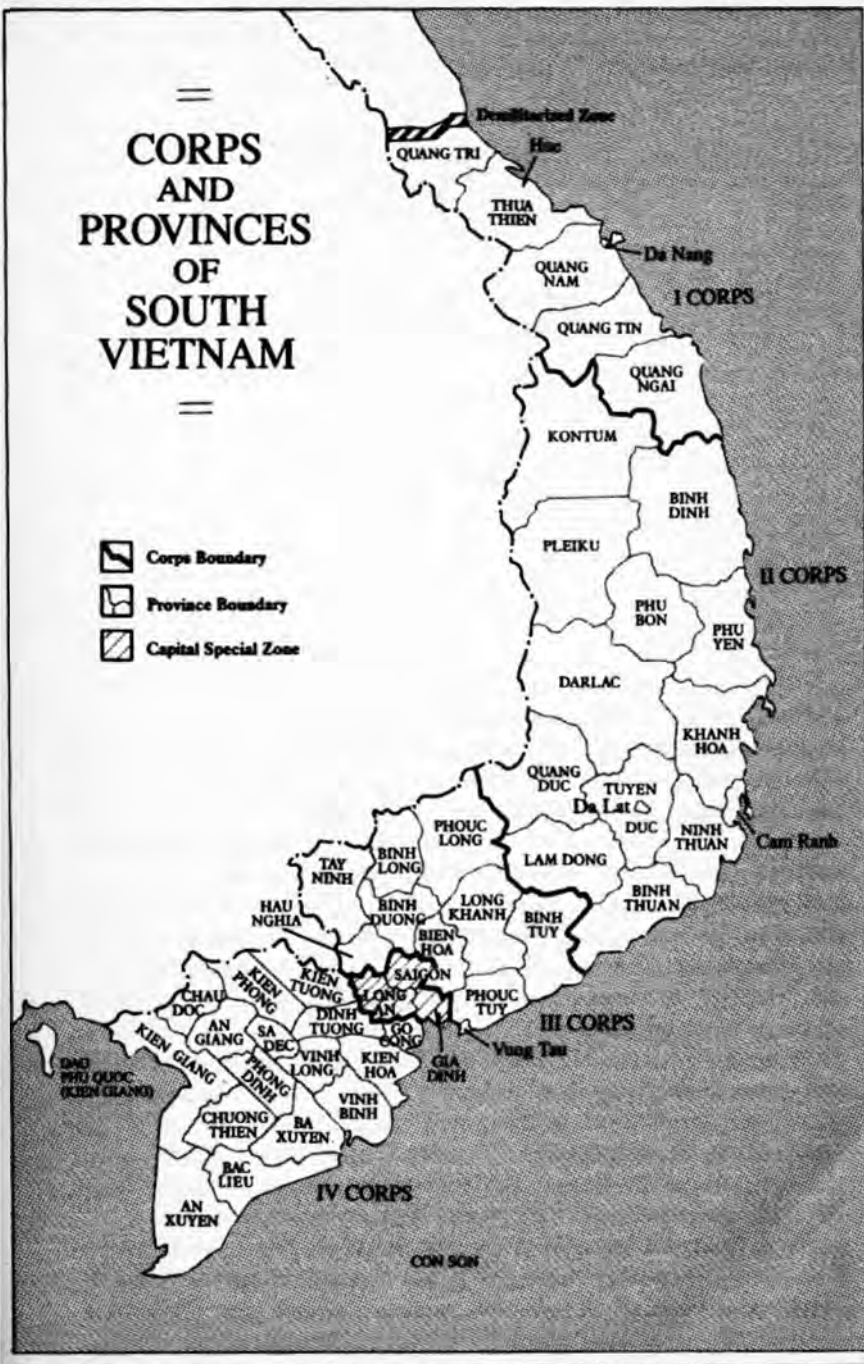 CORPS
AND
PROVINCES
OF
SOUTH
VIETNAM
Corps Boundary
Province Boundary
Capital Special Zone
Demilitarized Zone
QUANG TRI
Hue
THUA
THIEN
Da Nang
QUANG
NAM
I CORPS
QUANG TIN
QUANG
NGAI
KONTUM
BINH
DINH
PLEIKU
II CORPS
PHU
BON
PHU
YEN
DARLAC
KHANH
HOA
QUANG
DUC
TUYEN
Da Lat
DUC
NINH
THUAN
Cam Ranh
LAM DONG
BINH
THUAN
PHOUC
LONG
BINH
LONG
TAY
NINH
HAU
NGHIA
BINH
DUONG
LONG
KHANH
BINH
TUY
BIEN
HOA
SAIGON
LONG
AN
PHOUC
TUY
III CORPS
Vung Tau
GIA
DINH
KIEN
TUONG
KIEN
PHONG
CHAU
DOC
DINH
TUONG
GO
CONG
AN
GIANG
SA
DEC
KIEN GIANG
PHONG
DINH
VINH
LONG
KIEN
HOA
DAO
PHU QUOC
(KIEN GIANG)
VINH
BINH
CHUONG
THIEN
BA
XUYEN
BAC
LIEU
IV CORPS
AN
XUYEN
CON SON